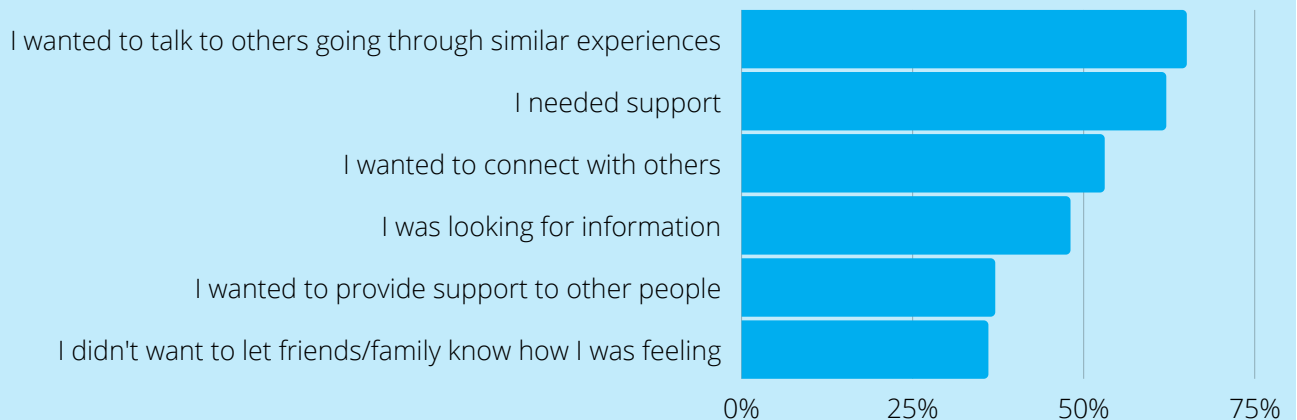 I wanted to talk to others going through similar experiences
I needed support
I wanted to connect with others
I was looking for information
I wanted to provide support to other people
I didn't want to let friends/family know how I was feeling
0% 25% 50% 75%